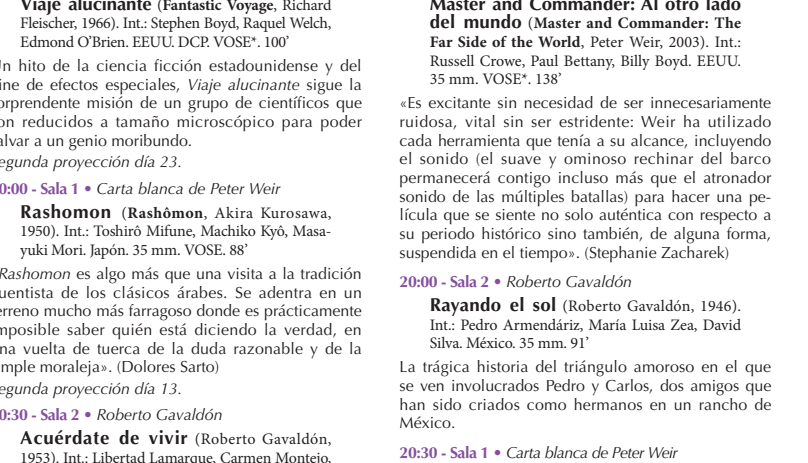 Viaje alucinante (Fantastic Voyage, Richard
Fleischer, 1966). Int.: Stephen Boyd, Raquel Welch,
Edmond O’Brien. EEUU. DCP. VOSE*. 100’
n hito de la ciencia ficción estadounidense y del
ine de efectos especiales, Viaje alucinante sigue la
orprendente misión de un grupo de científicos que
on reducidos a tamaño microscópico para poder
alvar a un genio moribundo.
egunda proyección día 23.
0:00 - Sala 1 • Carta blanca de Peter Weir
Rashomon (Rashômon, Akira Kurosawa,
1950). Int.: Toshirô Mifune, Machiko Kyô, Masa-
yuki Mori. Japón. 35 mm. VOSE. 88’
Rashomon es algo más que una visita a la tradición
uentista de los clásicos árabes. Se adentra en un
erreno mucho más farragoso donde es prácticamente
mposible saber quién está diciendo la verdad, en
na vuelta de tuerca de la duda razonable y de la
imple moraleja». (Dolores Sarto)
egunda proyección día 13.
0:30 - Sala 2 • Roberto Gavaldón
Acuérdate de vivir (Roberto Gavaldón,
1953). Int.: Libertad Lamarque, Carmen Montejo,
Master and Commander: Al otro lado
del mundo (Master and Commander: The
Far Side of the World, Peter Weir, 2003). Int.:
Russell Crowe, Paul Bettany, Billy Boyd. EEUU.
35 mm. VOSE*. 138’
«Es excitante sin necesidad de ser innecesariamente
ruidosa, vital sin ser estridente: Weir ha utilizado
cada herramienta que tenía a su alcance, incluyendo
el sonido (el suave y ominoso rechinar del barco
permanecerá contigo incluso más que el atronador
sonido de las múltiples batallas) para hacer una pe-
lícula que se siente no solo auténtica con respecto a
su periodo histórico sino también, de alguna forma,
suspendida en el tiempo». (Stephanie Zacharek)
20:00 - Sala 2 • Roberto Gavaldón
Rayando el sol (Roberto Gavaldón, 1946).
Int.: Pedro Armendáriz, María Luisa Zea, David
Silva. México. 35 mm. 91’
La trágica historia del triángulo amoroso en el que
se ven involucrados Pedro y Carlos, dos amigos que
han sido criados como hermanos en un rancho de
México.
20:30 - Sala 1 • Carta blanca de Peter Weir